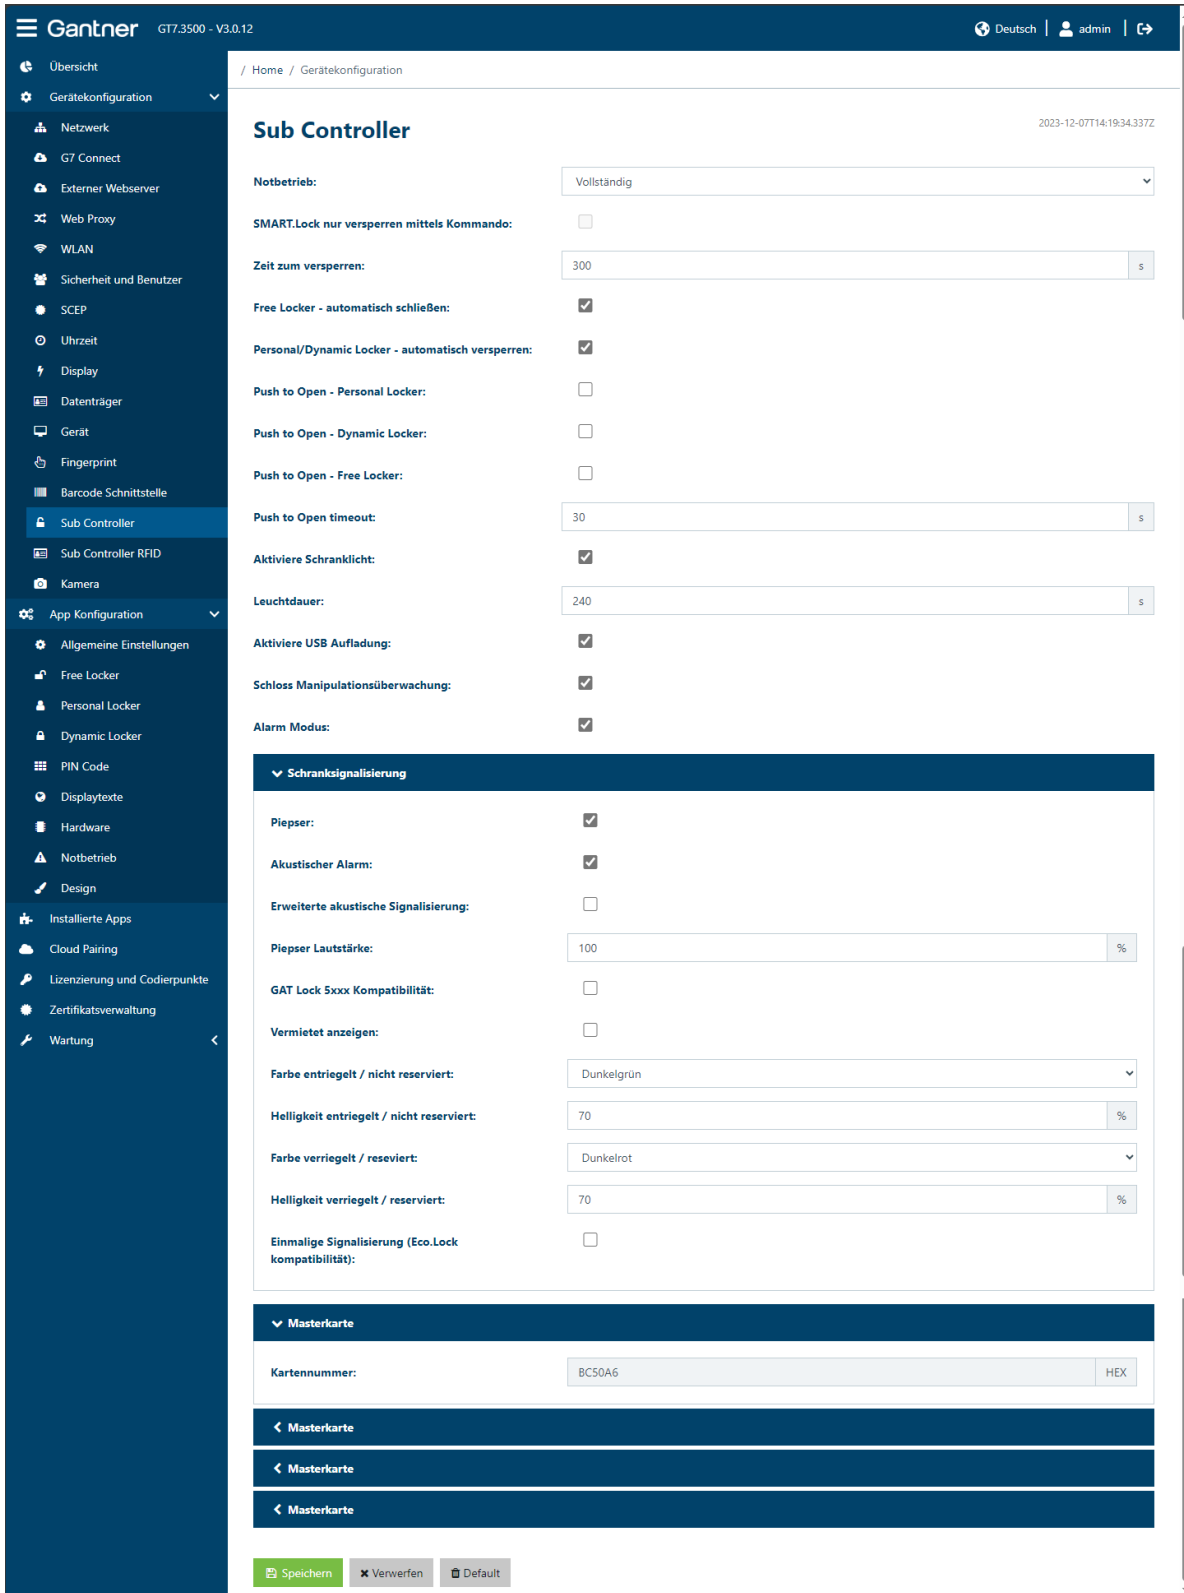 Gantner GT7.3500 - V3.0.12
Deutsch | admin |
Übersicht
Gerätekonfiguration
Netzwerk
G7 Connect
Externer Webserver
Web Proxy
WLAN
Sicherheit und Benutzer
SCEP
Uhrzeit
Display
Datenträger
Gerät
Fingerprint
Barcode Schnittstelle
Sub Controller
Sub Controller RFID
Kamera
App Konfiguration
Allgemeine Einstellungen
Free Locker
Personal Locker
Dynamic Locker
PIN Code
Displaytexte
Hardware
Notbetrieb
Design
Installierte Apps
Cloud Pairing
Lizenzierung und Codierpunkte
Zertifikatsverwaltung
Wartung
/ Home / Gerätekonfiguration
Sub Controller
2023-12-07T14:19:34.337Z
Notbetrieb: Vollständig
SMART.Lock nur versperren mittels Kommando:
Zeit zum versperren: 300 s
Free Locker - automatisch schließen:
Personal/Dynamic Locker - automatisch versperren:
Push to Open - Personal Locker:
Push to Open - Dynamic Locker:
Push to Open - Free Locker:
Push to Open timeout: 30 s
Aktiviere Schranklicht:
Leuchtdauer: 240 s
Aktiviere USB Aufladung:
Schloss Manipulationsüberwachung:
Alarm Modus:
Schranksignalisierung
Piepser:
Akustischer Alarm:
Erweiterte akustische Signalisierung:
Piepser Lautstärke: 100 %
GAT Lock 5xxx Kompatibilität:
Vermietet anzeigen:
Farbe entriegelt / nicht reserviert: Dunkelgrün
Helligkeit entriegelt / nicht reserviert: 70 %
Farbe verriegelt / reseviert: Dunkelrot
Helligkeit verriegelt / reserviert: 70 %
Einmalige Signalisierung (Eco.Lock
kompatibilität):
Masterkarte
Kartennummer: BC50A6 HEX
Masterkarte
Masterkarte
Masterkarte
Speichern Verwerfen Default